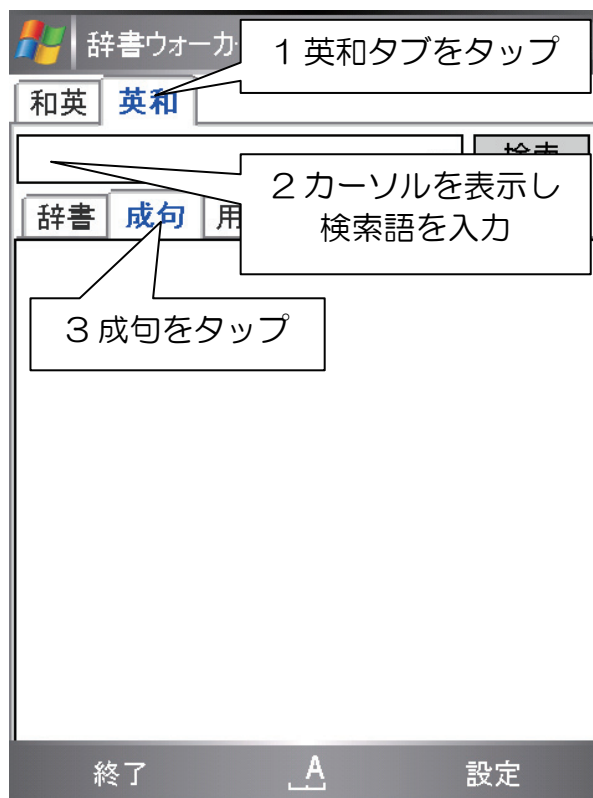 辞書ウォーカ
1 英和タブをタップ
和英 英和
検索
2 カーソルを表示し
検索語を入力
辞書 成句 用
3 成句をタップ
終了 A 設定